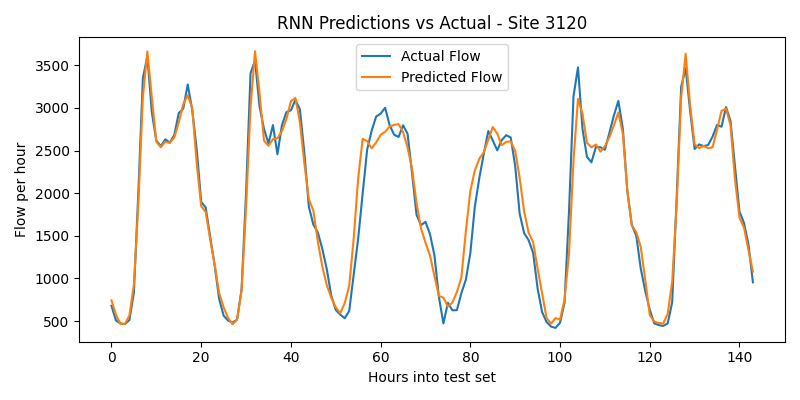 RNN Predictions vs Actual - Site 3120
Actual Flow
Predicted Flow
Flow per hour
3500
3000
2500
2000
1500
1000
500
0 20 40 60 80 100 120 140
Hours into test set